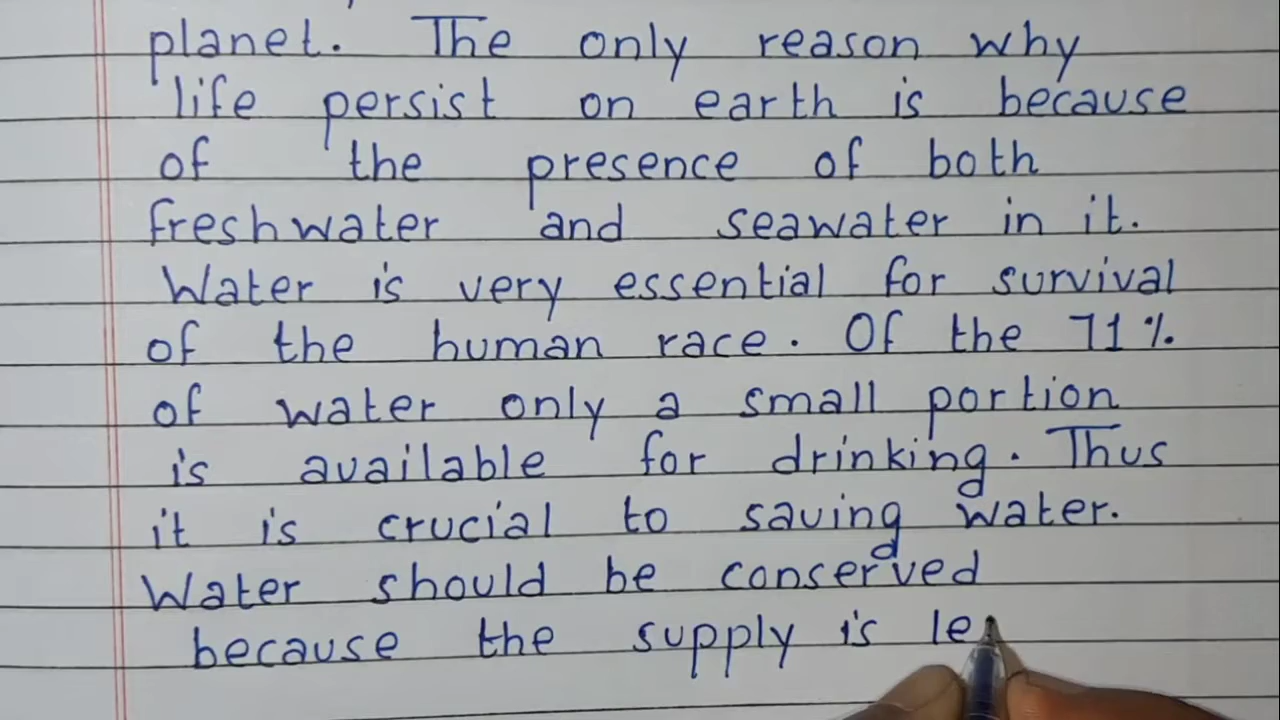 planet. The only reason why
life persist on earth is because
of the presence of both
freshwater and seawater in it.
Water is very essential for survival
of the human race. Of the 71%
of water only a small portion
is available for drinking. Thus
it is crucial to saving water.
Water should be conserved
because the supply is le